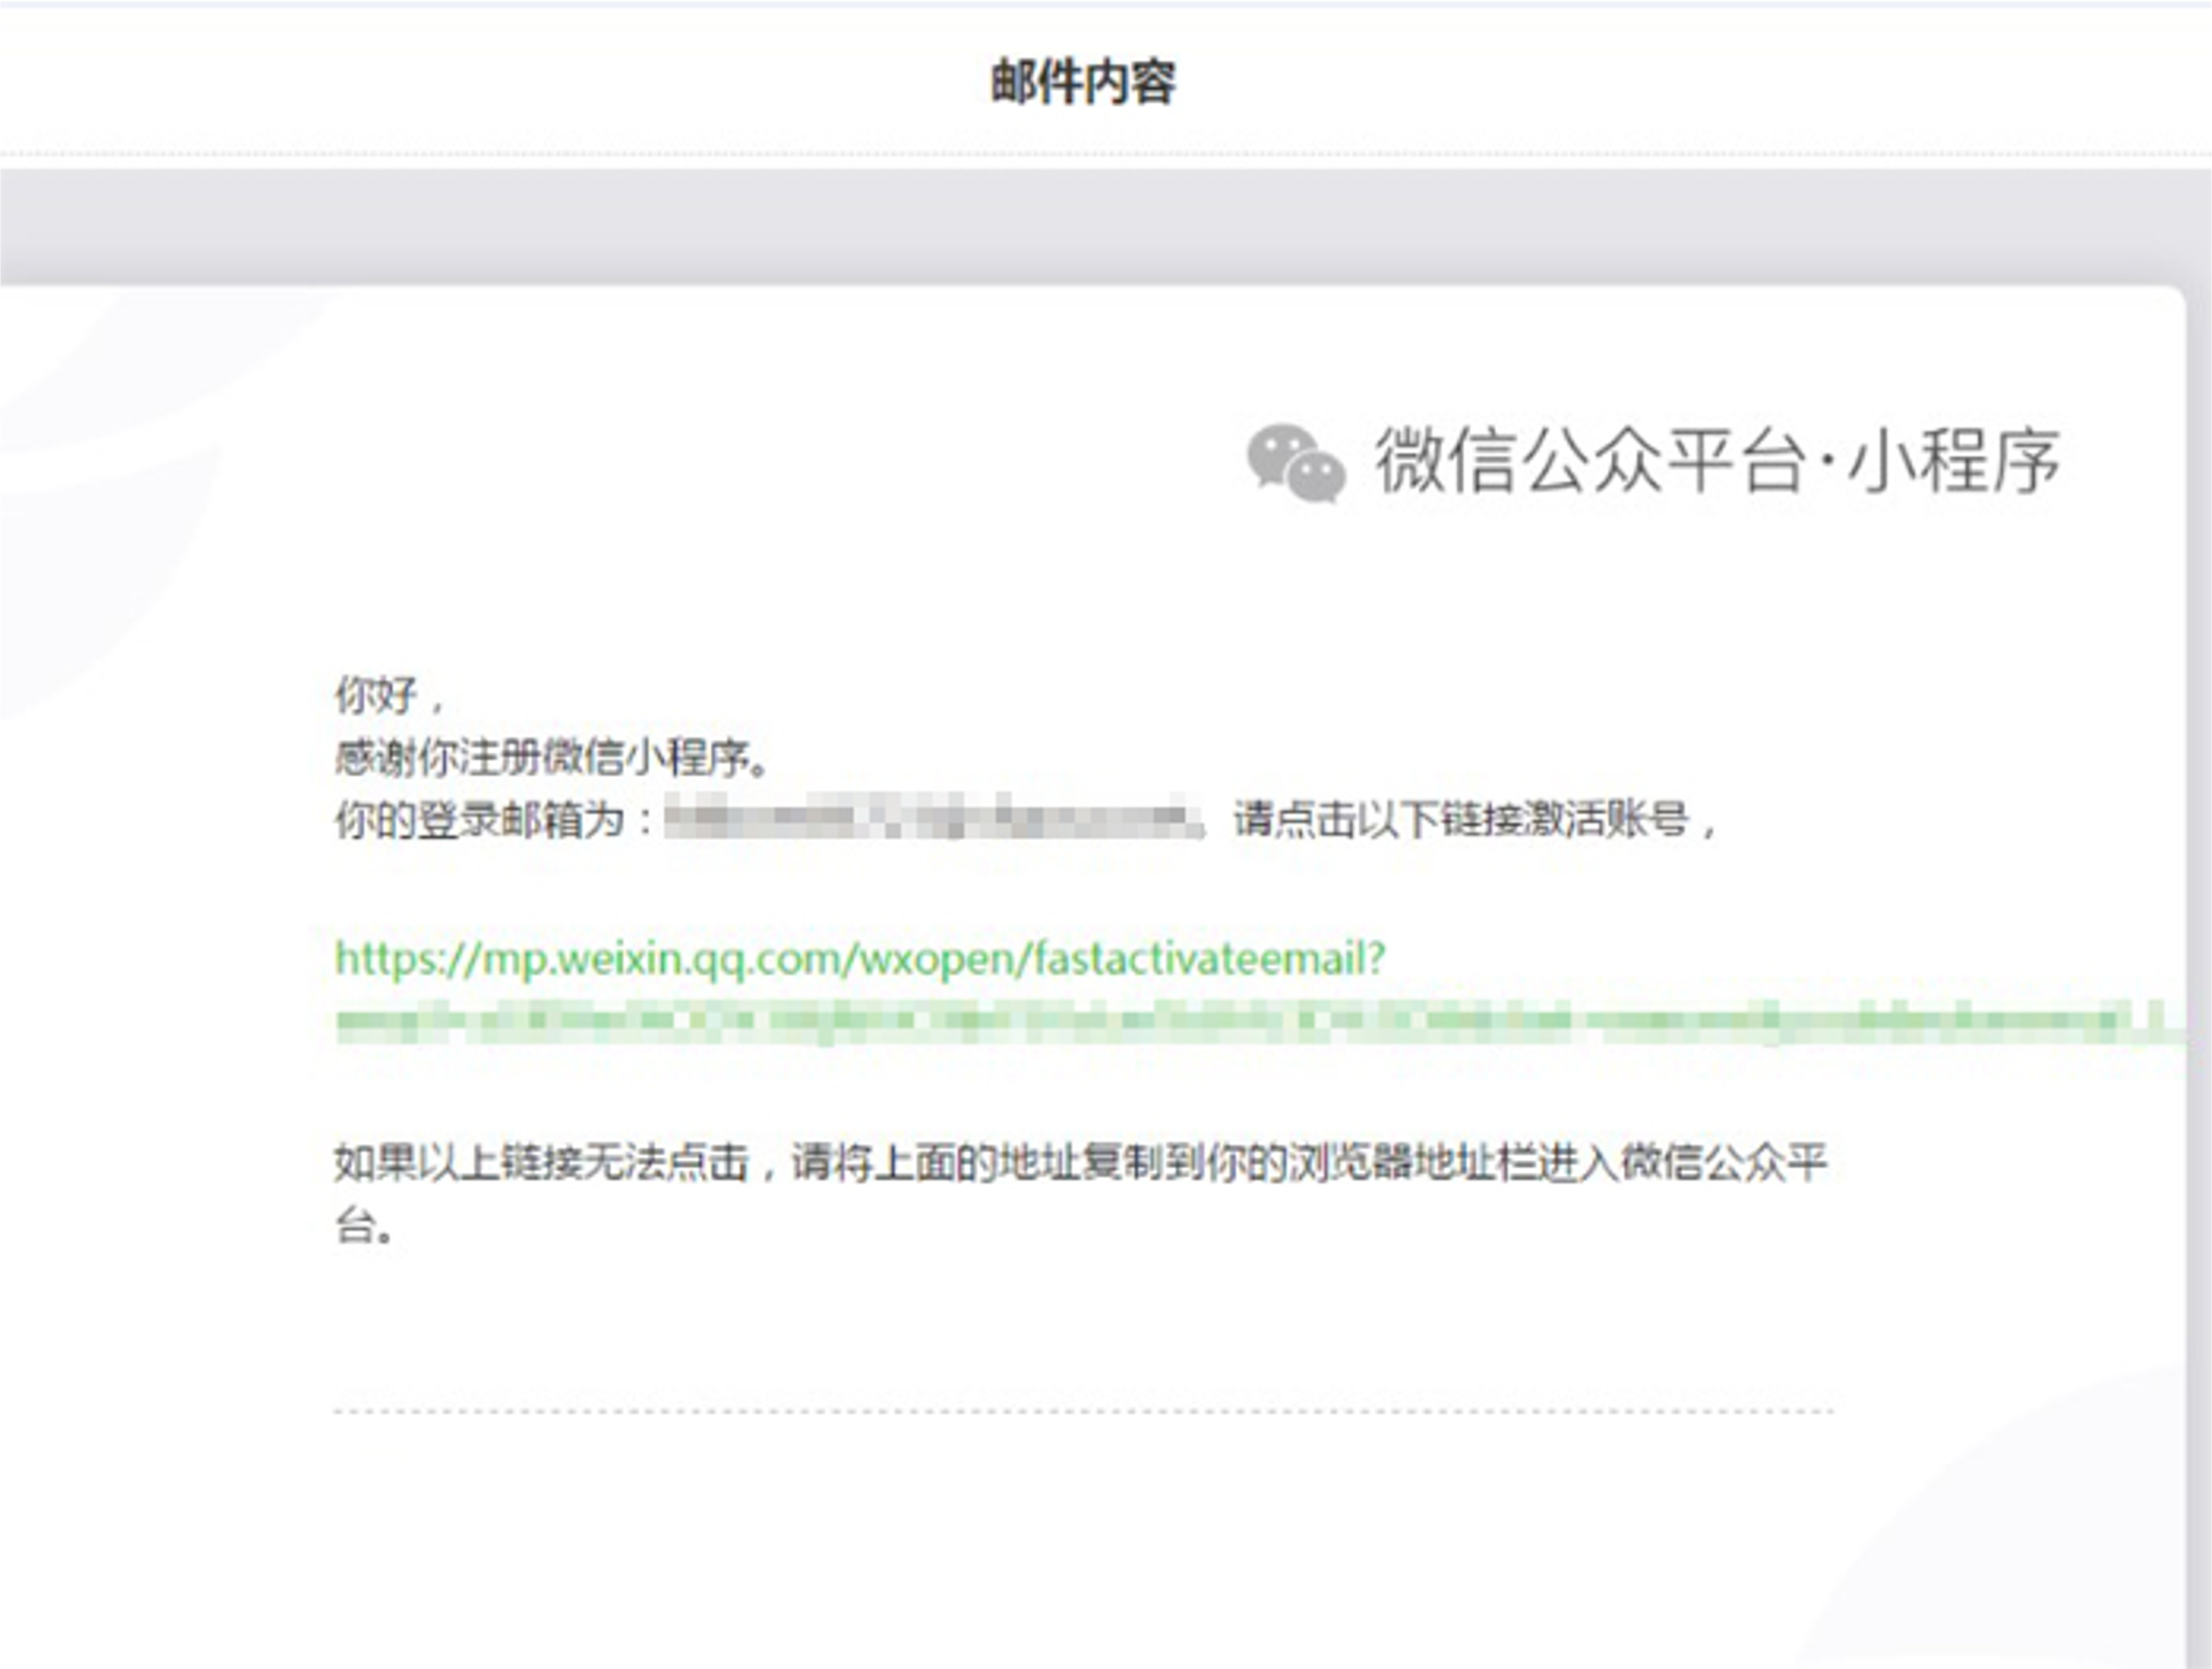 邮件内容
微信公众平台·小程序
你好，
感谢你注册微信小程序。
你的登录邮箱为： 请点击以下链接激活账号，
https://mp.weixin.qq.com/wxopen/fastactivateemail?
如果以上链接无法点击，请将上面的地址复制到你的浏览器地址栏进入微信公众平
台。